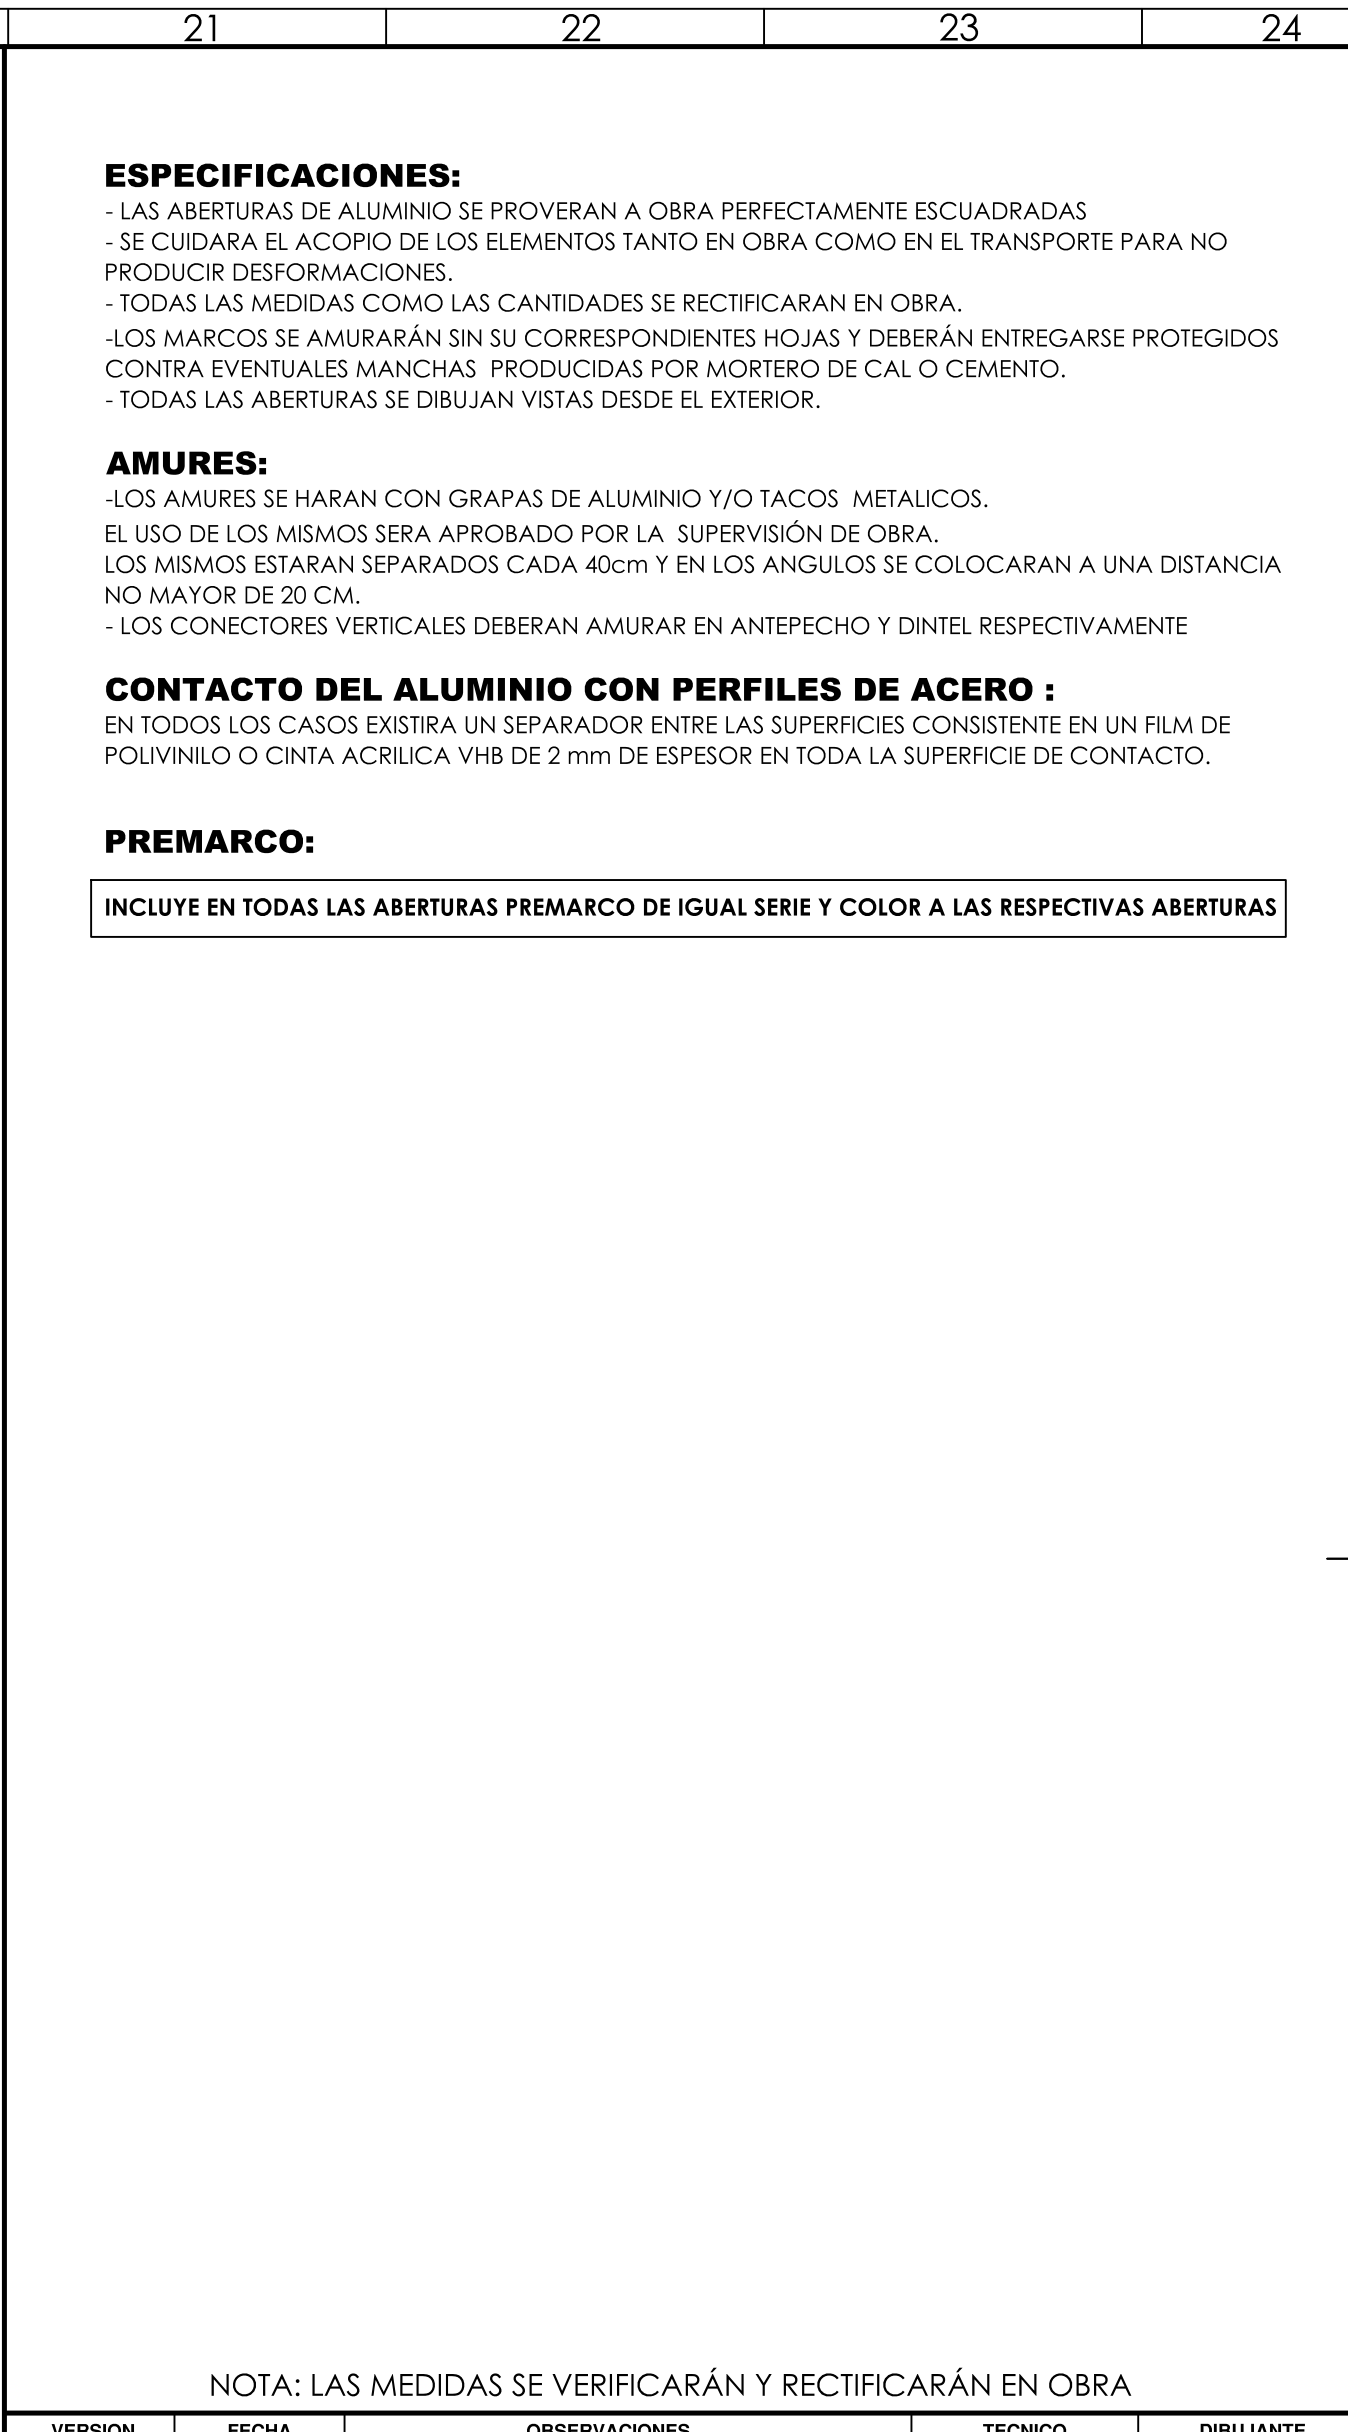 21 22 23 24
ESPECIFICACIONES:
- LAS ABERTURAS DE ALUMINIO SE PROVERAN A OBRA PERFECTAMENTE ESCUADRADAS
- SE CUIDARA EL ACOPIO DE LOS ELEMENTOS TANTO EN OBRA COMO EN EL TRANSPORTE PARA NO
PRODUCIR DESFORMACIONES.
- TODAS LAS MEDIDAS COMO LAS CANTIDADES SE RECTIFICARAN EN OBRA.
-LOS MARCOS SE AMURARÁN SIN SU CORRESPONDIENTES HOJAS Y DEBERÁN ENTREGARSE PROTEGIDOS
CONTRA EVENTUALES MANCHAS  PRODUCIDAS POR MORTERO DE CAL O CEMENTO.
- TODAS LAS ABERTURAS SE DIBUJAN VISTAS DESDE EL EXTERIOR.
AMURES:
-LOS AMURES SE HARAN CON GRAPAS DE ALUMINIO Y/O TACOS  METALICOS.
EL USO DE LOS MISMOS SERA APROBADO POR LA  SUPERVISIÓN DE OBRA.
LOS MISMOS ESTARAN SEPARADOS CADA 40cm Y EN LOS ANGULOS SE COLOCARAN A UNA DISTANCIA
NO MAYOR DE 20 CM.
- LOS CONECTORES VERTICALES DEBERAN AMURAR EN ANTEPECHO Y DINTEL RESPECTIVAMENTE
CONTACTO DEL ALUMINIO CON PERFILES DE ACERO :
EN TODOS LOS CASOS EXISTIRA UN SEPARADOR ENTRE LAS SUPERFICIES CONSISTENTE EN UN FILM DE
POLIVINILO O CINTA ACRILICA VHB DE 2 mm DE ESPESOR EN TODA LA SUPERFICIE DE CONTACTO.
PREMARCO:
INCLUYE EN TODAS LAS ABERTURAS PREMARCO DE IGUAL SERIE Y COLOR A LAS RESPECTIVAS ABERTURAS
NOTA: LAS MEDIDAS SE VERIFICARÁN Y RECTIFICARÁN EN OBRA
VERSION FECHA OBSERVACIONES TECNICO DIBUJANTE